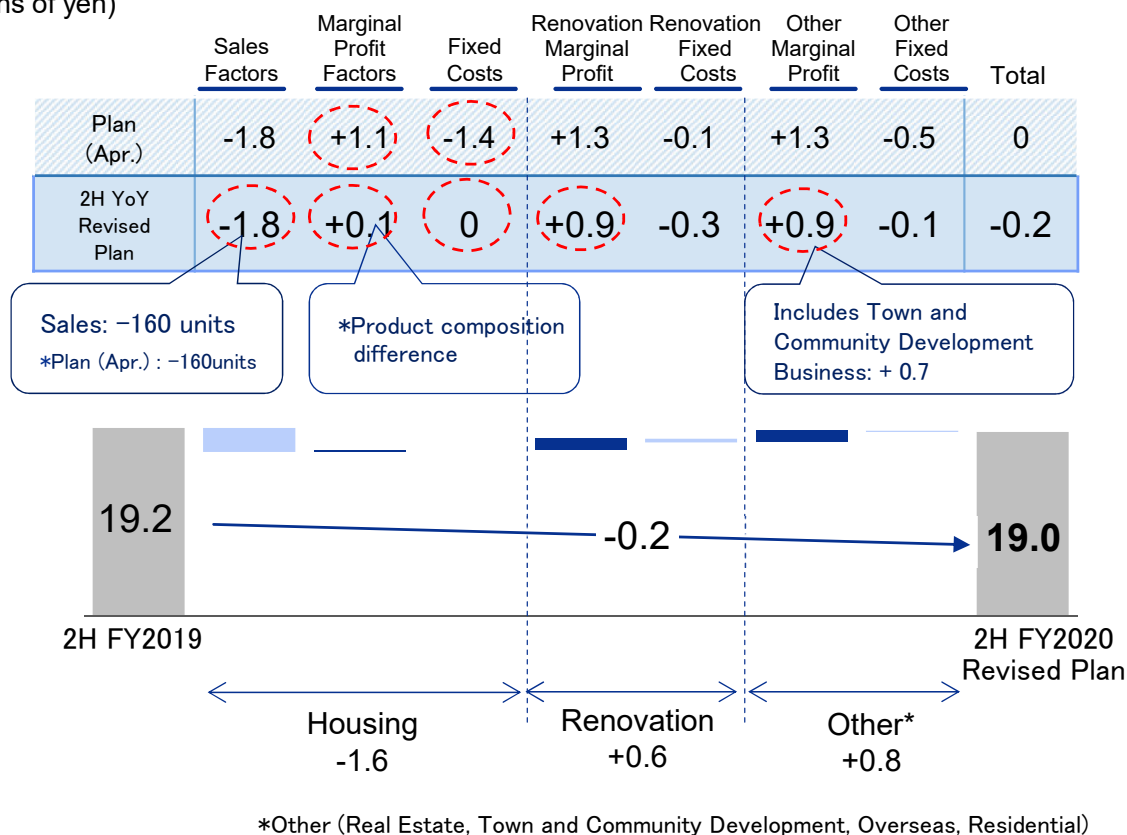 ns of yen)
Sales
Factors
Marginal
Profit
Factors
Fixed
Costs
Renovation
Marginal
Profit
Renovation
Fixed
Costs
Other
Marginal
Profit
Other
Fixed
Costs
Total
Plan
(Apr.)
-1.8 +1.1 -1.4 +1.3 -0.1 +1.3 -0.5 0
2H YoY
Revised
Plan
-1.8 +0.1 0 +0.9 -0.3 +0.9 -0.1 -0.2
Sales: -160 units
*Plan (Apr.) : -160units
*Product composition
difference
Includes Town and
Community Development
Business: + 0.7
19.2
-0.2
19.0
2H FY2019
2H FY2020
Revised Plan
Housing
-1.6
Renovation
+0.6
Other*
+0.8
*Other (Real Estate, Town and Community Development, Overseas, Residential)